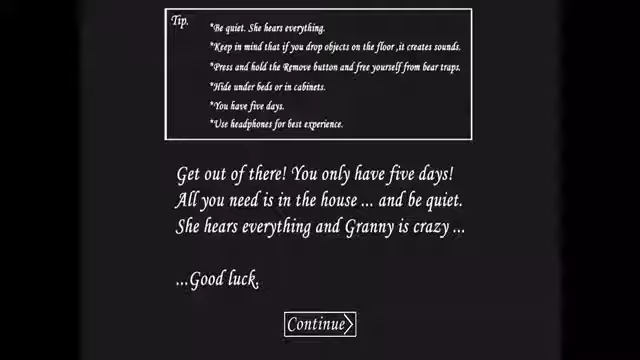 Tip.
*Be quiet. She hears everything.
*Keep in mind that if you drop objects on the floor ,it creates sounds.
*Press and hold the Remove button and free yourself from bear traps.
*Hide under beds or in cabinets.
*You have five days.
*Use headphones for best experience.
Get out of there! You only have five days!
All you need is in the house ... and be quiet.
She hears everything and Granny is crazy ...
...Good luck.
Continue